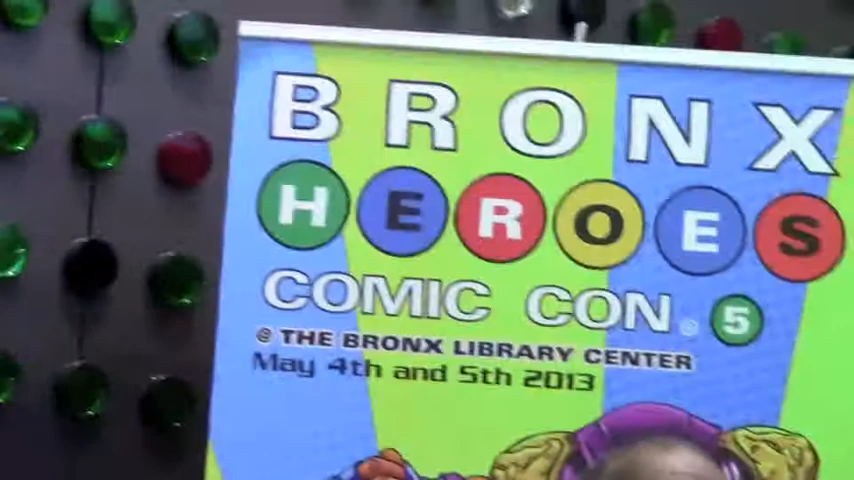 BRONX
HEROES
COMIC CON @ 5
@ THE BRONX LIBRARY CENTER
May 4th and 5th 2013